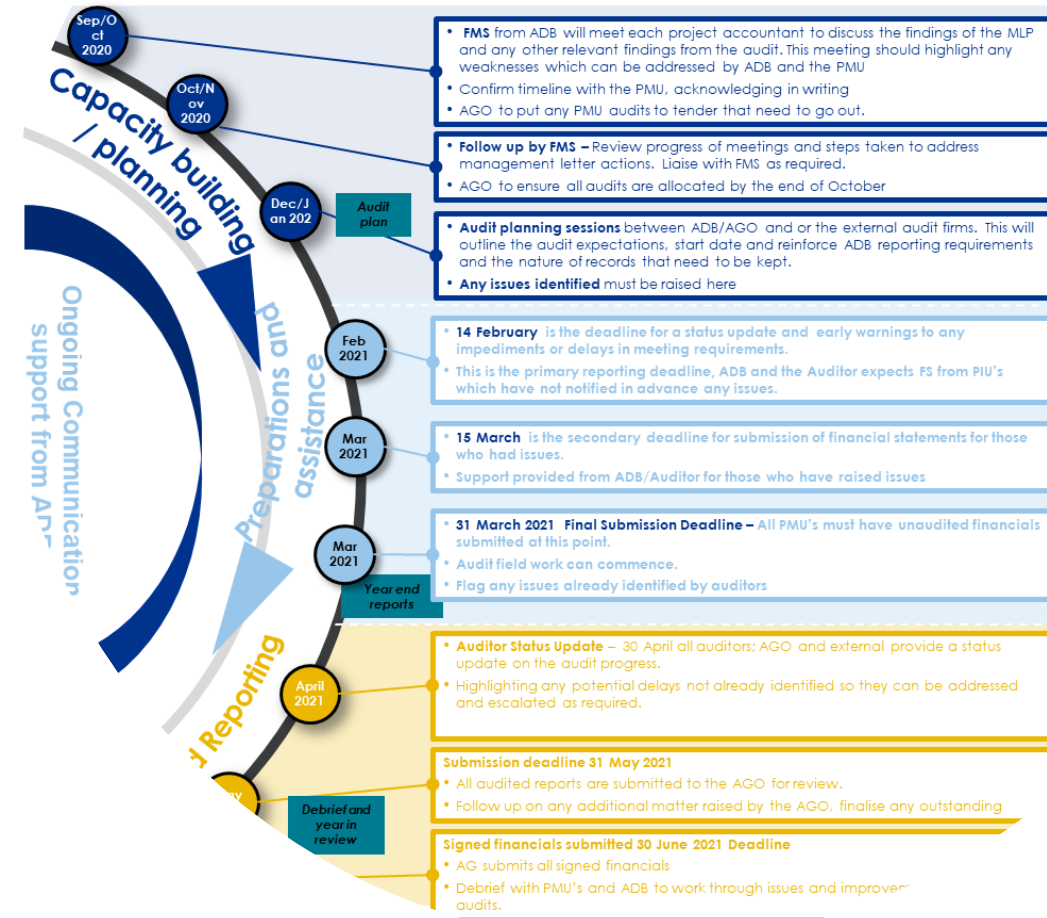 Sep/O
ct
2020
• FMS from ADB will meet each project accountant to discuss the findings of the MLP
and any other relevant findings from the audit. This meeting should highlight any
weaknesses which can be addressed by ADB and the PMU
• Confirm timeline with the PMU, acknowledging in writing
• AGO to put any PMU audits to tender that need to go out.
Oct/N
ov
2020
• Follow up by FMS – Review progress of meetings and steps taken to address
management letter actions. Liaise with FMS as required.
• AGO to ensure all audits are allocated by the end of October
Capacity building
/ planning
Dec/J
an 202
Audit
plan
• Audit planning sessions between ADB/AGO and or the external audit firms. This will
outline the audit expectations, start date and reinforce ADB reporting requirements
and the nature of records that need to be kept.
• Any issues identified must be raised here
Ongoing Communication
support from
Preparations an
assistance
Feb
2021
• 14 February is the deadline for a status update and early warnings to any
impediments or delays in meeting requirements.
• This is the primary reporting deadline, ADB and the Auditor expects FS from PIU's
which have not notified in advance any issues.
Mar
2021
• 15 March is the secondary deadline for submission of financial statements for those
who had issues.
• Support provided from ADB/Auditor for those who have raised issues
Mar
2021
• 31 March 2021 Final Submission Deadline – All PMU's must have unaudited financials
submitted at this point.
• Audit field work can commence.
• Flag any issues already identified by auditors
Year end
reports
Reporting
April
2021
• Auditor Status Update – 30 April all auditors; AGO and external provide a status
update on the audit progress.
• Highlighting any potential delays not already identified so they can be addressed
and escalated as required.
Submission deadline 31 May 2021
• All audited reports are submitted to the AGO for review.
• Follow up on any additional matter raised by the AGO, finalise any outstanding
Debrief and
year in
review
Signed financials submitted 30 June 2021 Deadline
• AG submits all signed financials
• Debrief with PMU's and ADB to work through issues and
audits.